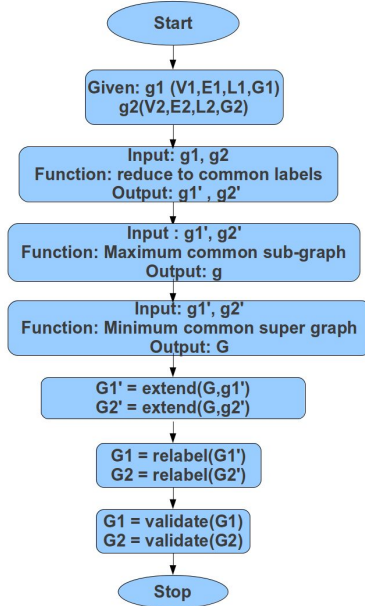 Start
Given: g1 (V1,E1,L1,G1)
g2(V2,E2,L2,G2)
Input: g1, g2
Function: reduce to common labels
Output: g1' , g2'
Input : g1', g2'
Function: Maximum common sub-graph
Output: g
Input: g1', g2'
Function: Minimum common super graph
Output: G
G1' = extend(G,g1')
G2' = extend(G,g2')
G1 = relabel(G1')
G2 = relabel(G2')
G1 = validate(G1)
G2 = validate(G2)
Stop